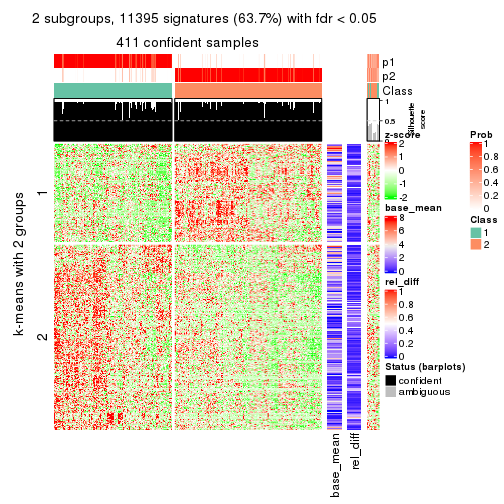 2 subgroups, 11395 signatures (63.7%) with fdr < 0.05
411 confident samples
p1
p2
Class
1
0.5
0
Silhouette
score
k-means with 2 groups
1
2
base_mean
rel_diff
z-score
2
1
0
-1
-2
base_mean
8
6
4
2
0
rel_diff
1
0.8
0.6
0.4
0.2
0
Status (barplots)
confident
ambiguous
Prob
1
0.8
0.6
0.4
0.2
0
Class
1
2